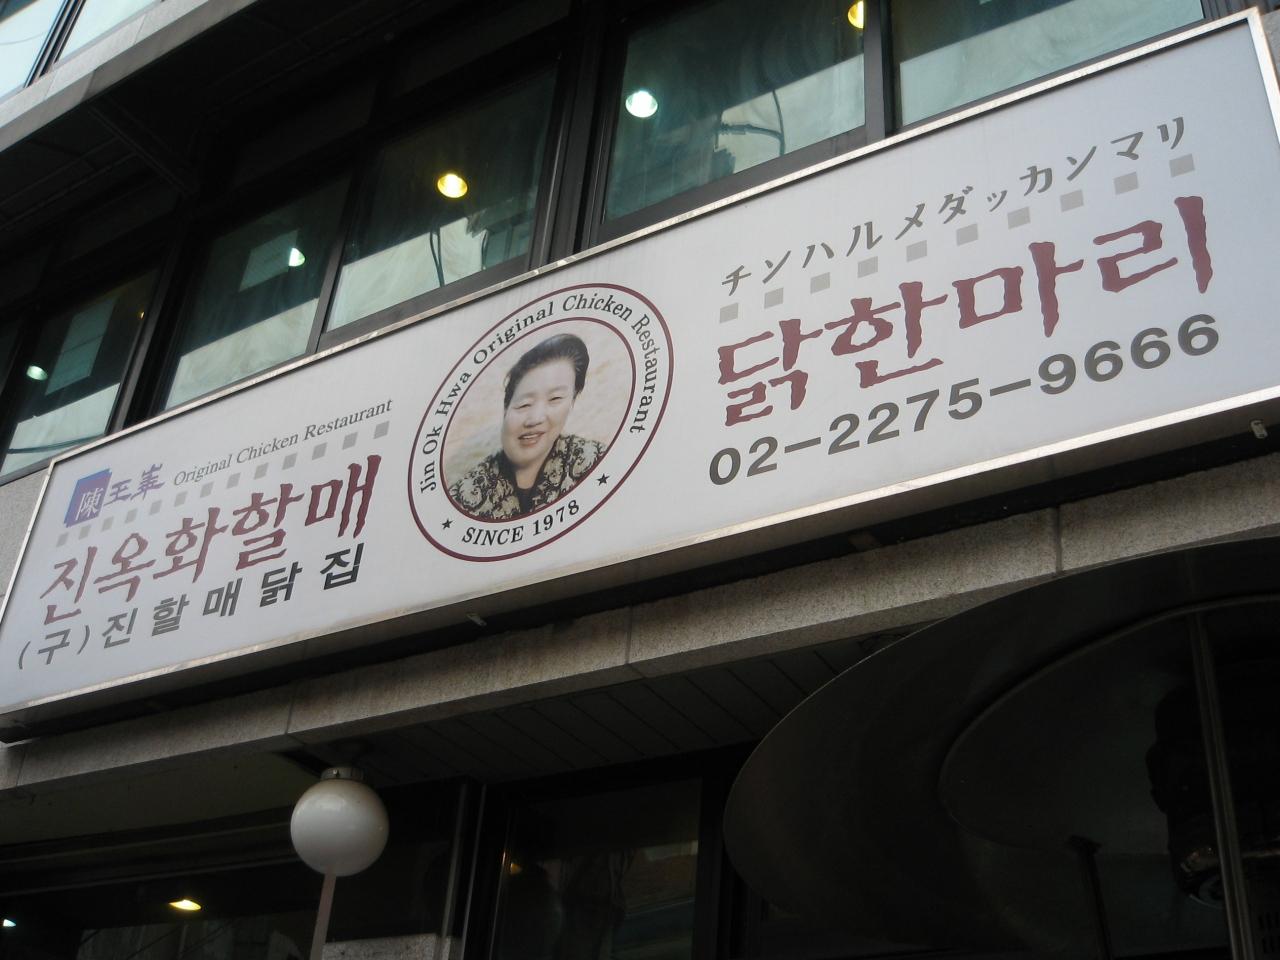 陳玉華 Original Chicken Restaurant
진옥화할매
(구)진할매닭집
Jin Ok Hwa Original Chicken Restaurant
★ SINCE 1978 ★
チンハルメダッカンマリ
닭한마리
02-2275-9666